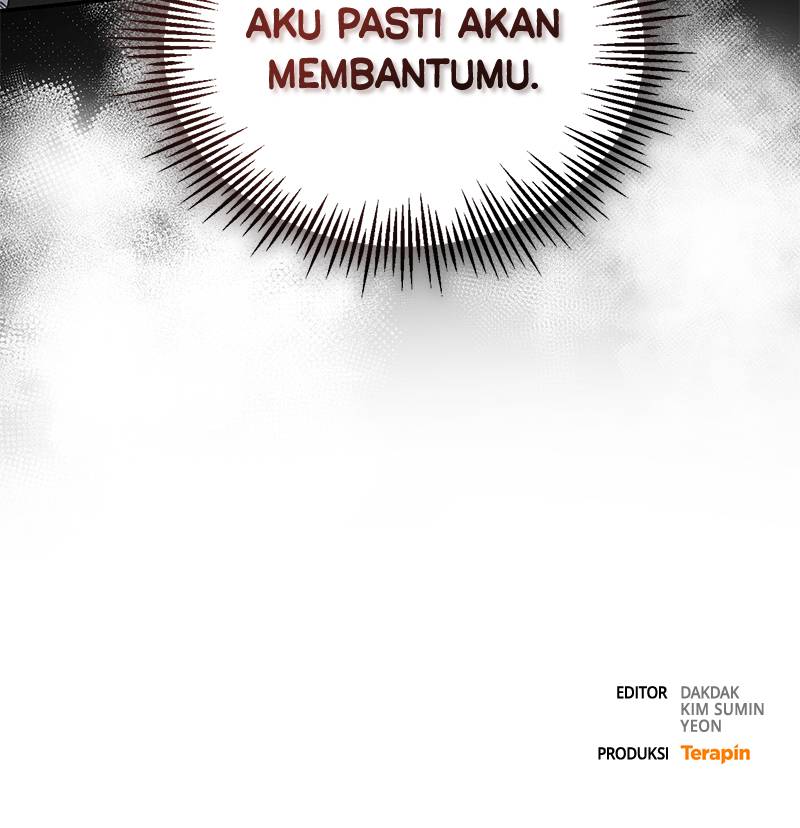 AKU PASTI AKAN
MEMBANTUMU.
EDITOR DAKDAK
KIM SUMIN
YEON
PRODUKSI Terapin